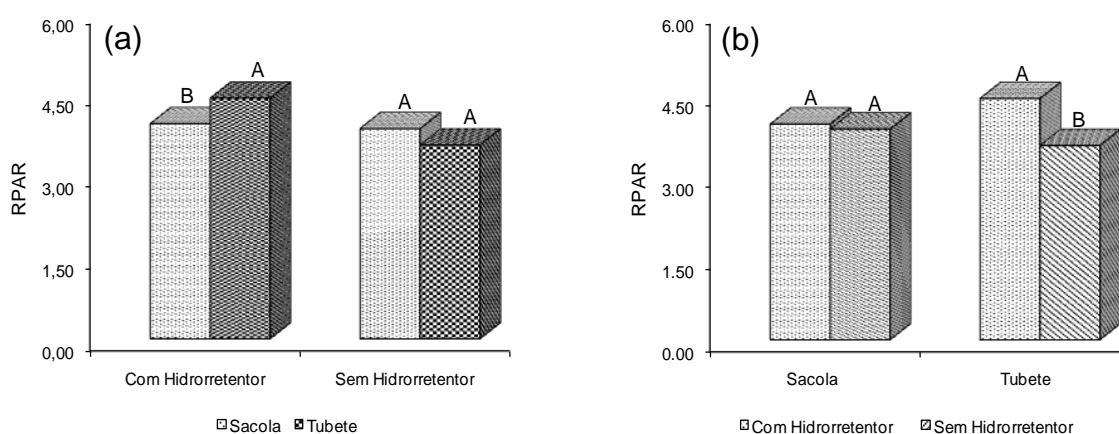 (a)
6,00
4,50
3,00
1,50
0,00
RPAR
B
A
A
A
Com Hidrorretentor
Sem Hidrorretentor
Sacola
Tubete
(b)
6.00
4.50
3.00
1.50
0.00
RPAR
A
A
A
B
Sacola
Tubete
Com Hidrorretentor
Sem Hidrorretentor